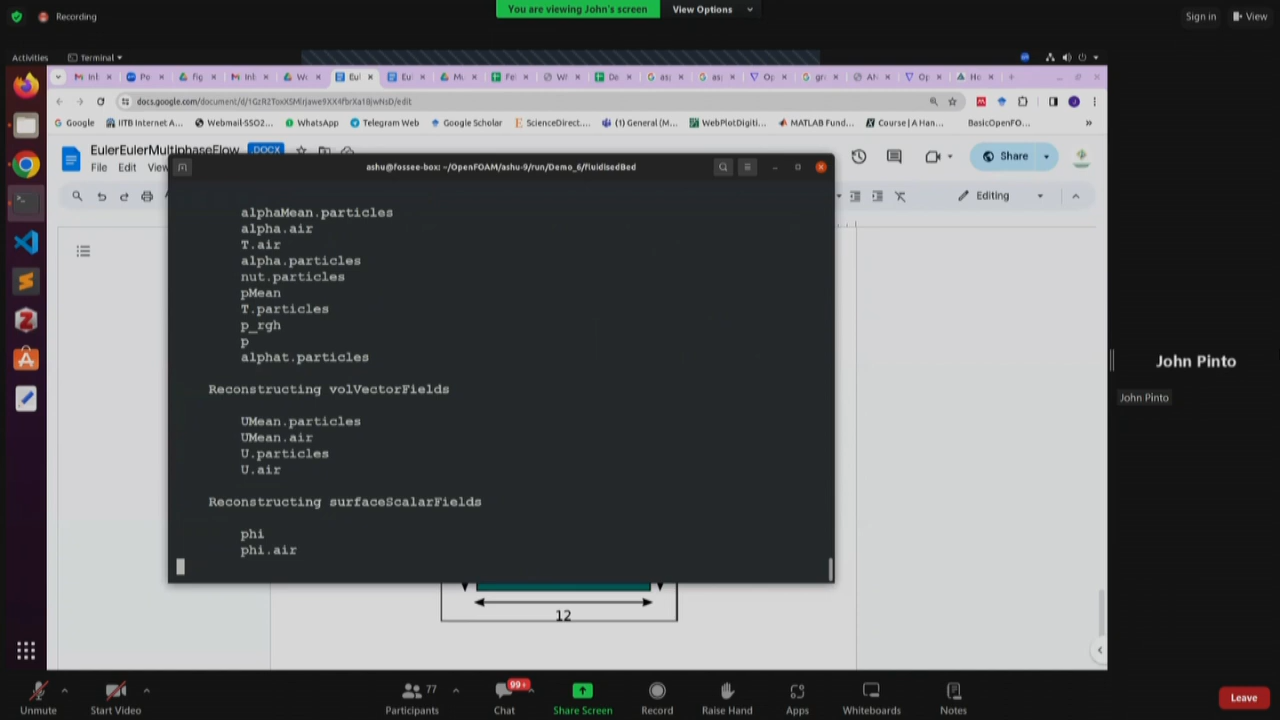 You are viewing John's screen
View Options
Recording
Sign in
View
Activities
Terminal
docs.google.com/document/d/
/edit
Google
IITB Internet A...
Webmail-SSO2...
WhatsApp
Telegram Web
Google Scholar
ScienceDirect....
(1) General (M...
WebPlotDigiti...
MATLAB Fund...
Course | A Han...
BasicOpenFO...
EulerEulerMultiphaseFlow
DOCX
File Edit View
Share
Editing
ashu@fossee-box: ~/OpenFOAM/ashu-9/run/Demo_6/fluidisedBed
alphaMean.particles
alpha.air
T.air
alpha.particles
nut.particles
pMean
T.particles
p_rgh
p
alphat.particles
Reconstructing volVectorFields
UMean.particles
UMean.air
U.particles
U.air
Reconstructing surfaceScalarFields
phi
phi.air
12
John Pinto
John Pinto
Unmute
Start Video
77
Participants
99+
Chat
Share Screen
Record
Raise Hand
Apps
Whiteboards
Notes
Leave